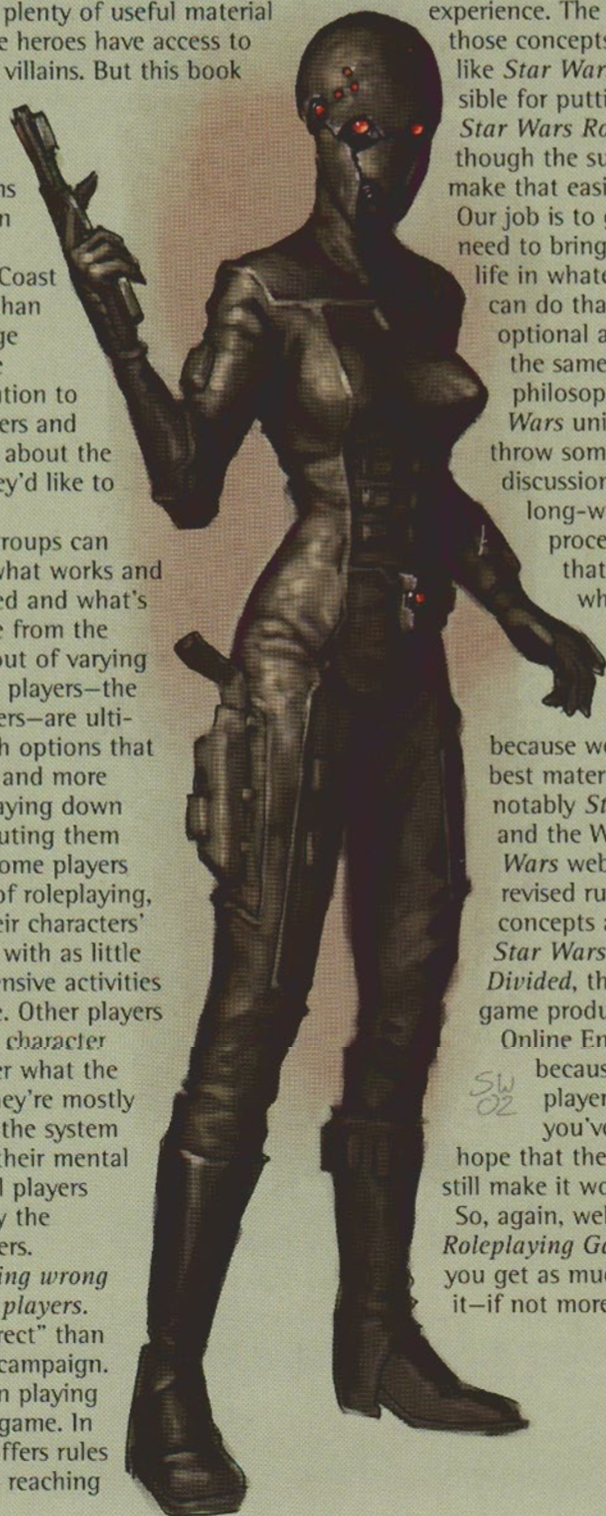 plenty of useful material
e heroes have access to
villains. But this book
ns
n
Coast
han
ge
e
ution to
ers and
about the
ey'd like to
roups can
what works and
ed and what's
e from the
out of varying
players—the
ers—are ulti-
h options that
and more
aying down
uting them
ome players
of roleplaying,
eir characters'
with as little
ensive activities
e. Other players
character
er what the
hey're mostly
the system
their mental
l players
y the
ers.
ing wrong
players.
rect" than
campaign.
n playing
game. In
ffers rules
reaching
experience. The
those concepts
like Star War
sible for putti
Star Wars Ro
though the su
make that easi
Our job is to g
need to bring
life in whate
can do tha
optional a
the same
philosop
Wars uni
throw som
discussion
long-w
proce
that
wh
because we
best mater
notably St
and the W
Wars web
revised ru
concepts a
Star Wars
Divided, th
game produ
Online En
becaus
player
you've
hope that the
still make it wo
So, again, wel
Roleplaying Ga
you get as muc
it—if not more
SW
02